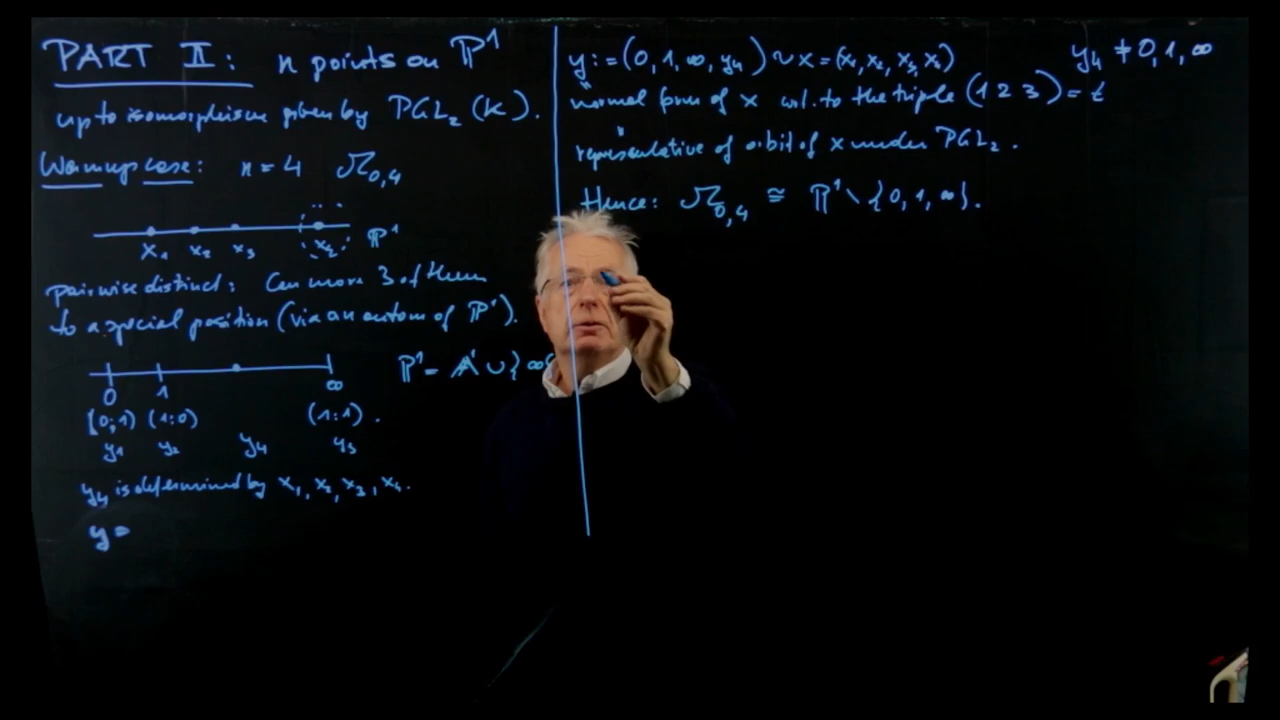 PART II: n points on ℙ¹
up to isomorphism given by PGL₂(K).
Warmup case: n = 4 𝓜₀,₄
x₁ x₂ x₃ x₂ ℙ¹
pairwise distinct: Can move 3 of them
to a special position (via an autom of ℙ¹).
ℙ¹ = 𝔸¹ ∪ {∞
0 1 ∞
(0:1) (1:0) (1:1).
y₁ y₂ y₄ y₃
y₄ is determined by x₁, x₂, x₃, x₄.
y =
y := (0, 1, ∞, y₄) ∼ x = (x₁, x₂, x₃, x₄) y₄ ≠ 0, 1, ∞
normal form of x w.r.t. to the triple (1 2 3) = t
representative of orbit of x under PGL₂.
Hence: 𝓜₀,₄ ≅ ℙ¹ \ {0, 1, ∞}.